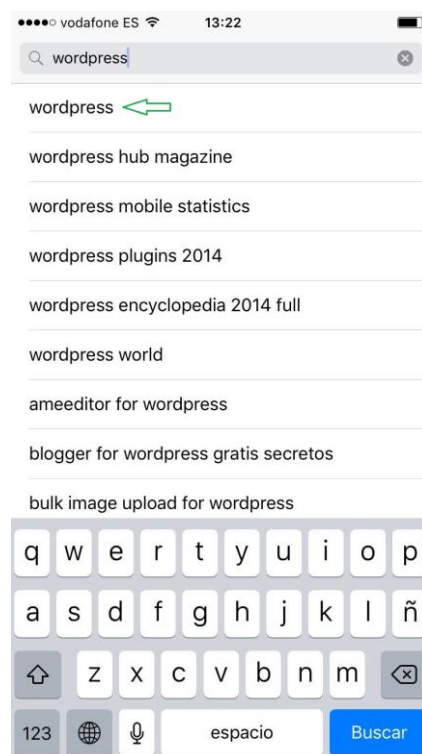 vodafone ES 13:22
wordpress
wordpress
wordpress hub magazine
wordpress mobile statistics
wordpress plugins 2014
wordpress encyclopedia 2014 full
wordpress world
ameeditor for wordpress
blogger for wordpress gratis secretos
bulk image upload for wordpress
q w e r t y u i o p
a s d f g h j k l ñ
z x c v b n m
123 espacio Buscar